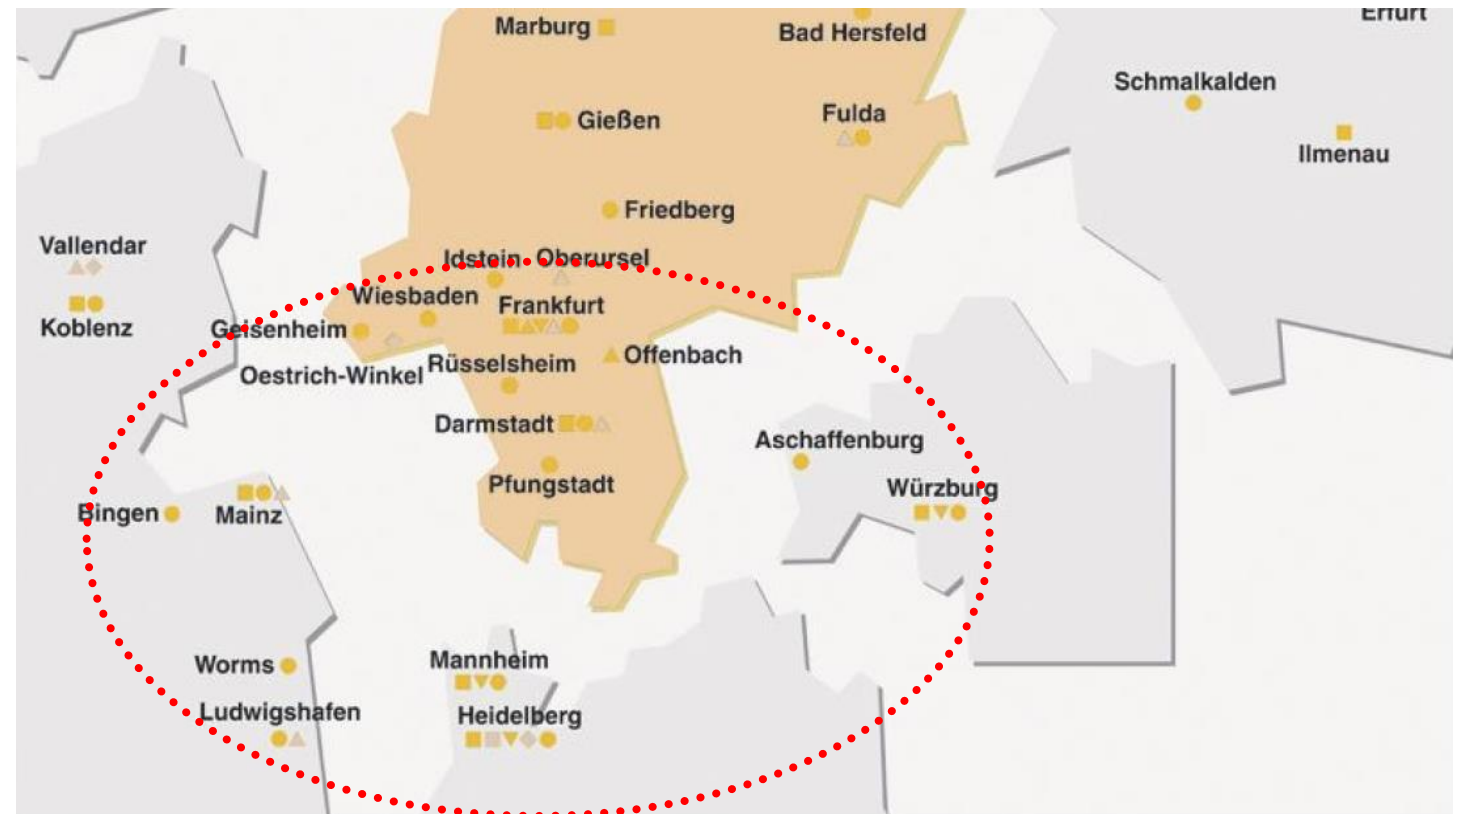 Erfurt
Marburg
Bad Hersfeld
Schmalkalden
Fulda
Gießen
Ilmenau
Friedberg
Vallendar
Idstein
Oberursel
Wiesbaden
Frankfurt
Koblenz
Geisenheim
Offenbach
Rüsselsheim
Oestrich-Winkel
Darmstadt
Aschaffenburg
Pfungstadt
Würzburg
Bingen
Mainz
Mannheim
Worms
Ludwigshafen
Heidelberg